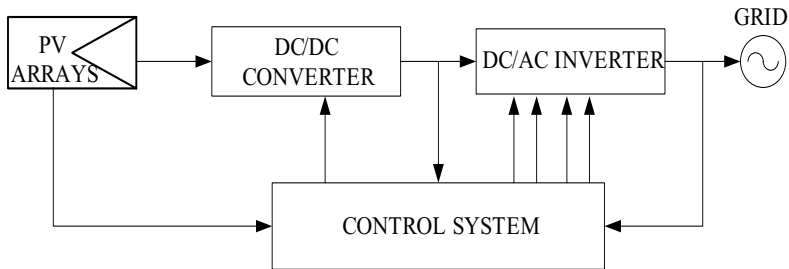 GRID
PV
ARRAYS
DC/DC
CONVERTER
DC/AC INVERTER
CONTROL SYSTEM